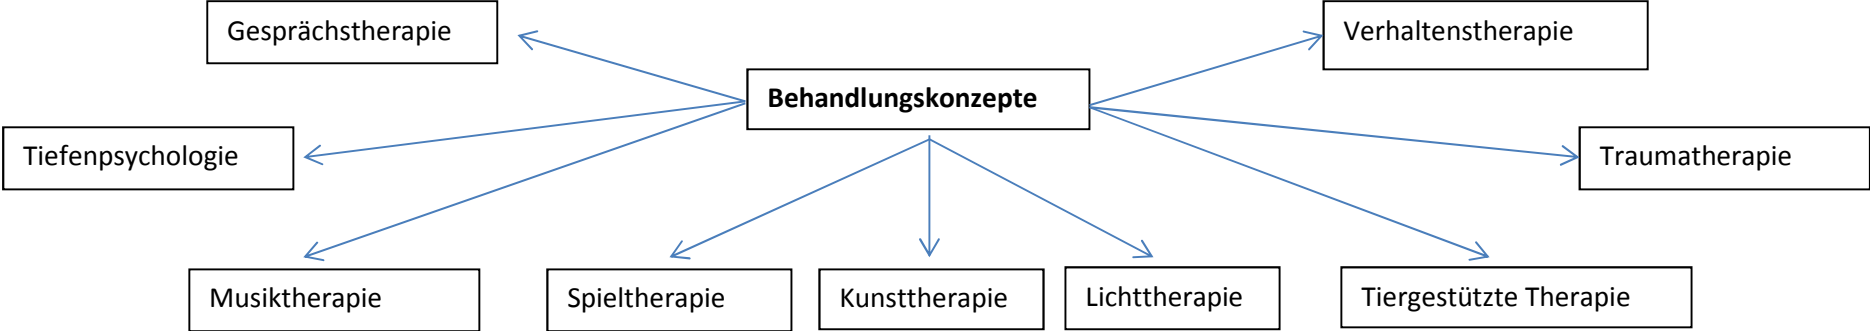 Gesprächstherapie
Verhaltenstherapie
Behandlungskonzepte
Tiefenpsychologie
Traumatherapie
Musiktherapie
Spieltherapie
Kunsttherapie
Lichttherapie
Tiergestützte Therapie